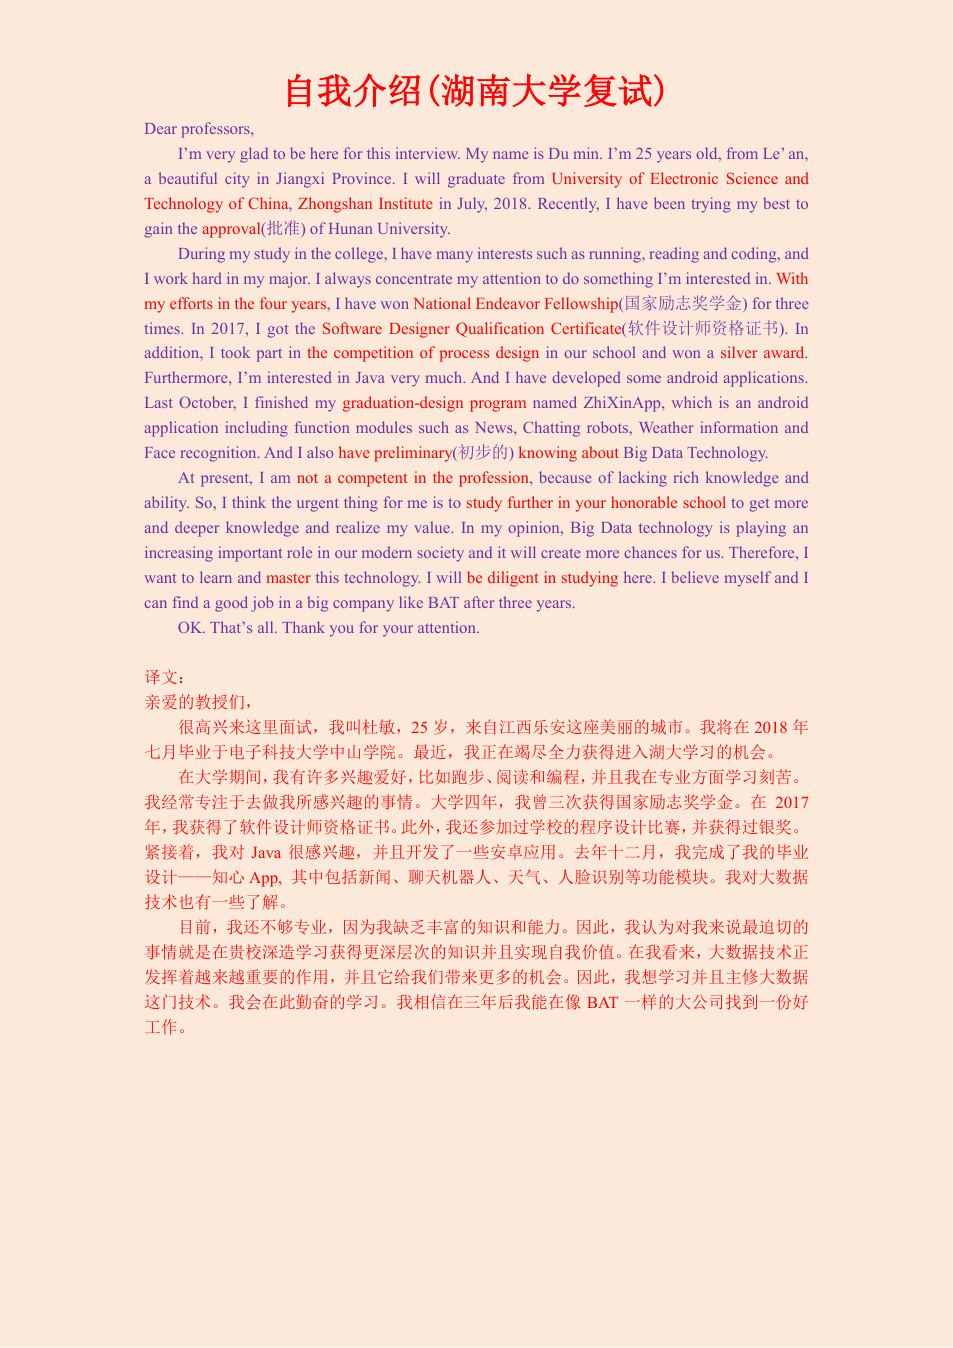 自我介绍(湖南大学复试)
Dear professors,
I’m very glad to be here for this interview. My name is Du min. I’m 25 years old, from Le’ an,
a beautiful city in Jiangxi Province. I will graduate from University of Electronic Science and
Technology of China, Zhongshan Institute in July, 2018. Recently, I have been trying my best to
gain the approval(批准) of Hunan University.
During my study in the college, I have many interests such as running, reading and coding, and
I work hard in my major. I always concentrate my attention to do something I’m interested in. With
my efforts in the four years, I have won National Endeavor Fellowship(国家励志奖学金) for three
times. In 2017, I got the Software Designer Qualification Certificate(软件设计师资格证书). In
addition, I took part in the competition of process design in our school and won a silver award.
Furthermore, I’m interested in Java very much. And I have developed some android applications.
Last October, I finished my graduation-design program named ZhiXinApp, which is an android
application including function modules such as News, Chatting robots, Weather information and
Face recognition. And I also have preliminary(初步的) knowing about Big Data Technology.
At present, I am not a competent in the profession, because of lacking rich knowledge and
ability. So, I think the urgent thing for me is to study further in your honorable school to get more
and deeper knowledge and realize my value. In my opinion, Big Data technology is playing an
increasing important role in our modern society and it will create more chances for us. Therefore, I
want to learn and master this technology. I will be diligent in studying here. I believe myself and I
can find a good job in a big company like BAT after three years.
OK. That’s all. Thank you for your attention.
译文：
亲爱的教授们，
很高兴来这里面试，我叫杜敏，25 岁，来自江西乐安这座美丽的城市。我将在 2018 年
七月毕业于电子科技大学中山学院。最近，我正在竭尽全力获得进入湖大学习的机会。
在大学期间，我有许多兴趣爱好，比如跑步、阅读和编程，并且我在专业方面学习刻苦。
我经常专注于去做我所感兴趣的事情。大学四年，我曾三次获得国家励志奖学金。在 2017
年，我获得了软件设计师资格证书。此外，我还参加过学校的程序设计比赛，并获得过银奖。
紧接着，我对 Java 很感兴趣，并且开发了一些安卓应用。去年十二月，我完成了我的毕业
设计——知心 App, 其中包括新闻、聊天机器人、天气、人脸识别等功能模块。我对大数据
技术也有一些了解。
目前，我还不够专业，因为我缺乏丰富的知识和能力。因此，我认为对我来说最迫切的
事情就是在贵校深造学习获得更深层次的知识并且实现自我价值。在我看来，大数据技术正
发挥着越来越重要的作用，并且它给我们带来更多的机会。因此，我想学习并且主修大数据
这门技术。我会在此勤奋的学习。我相信在三年后我能在像 BAT 一样的大公司找到一份好
工作。